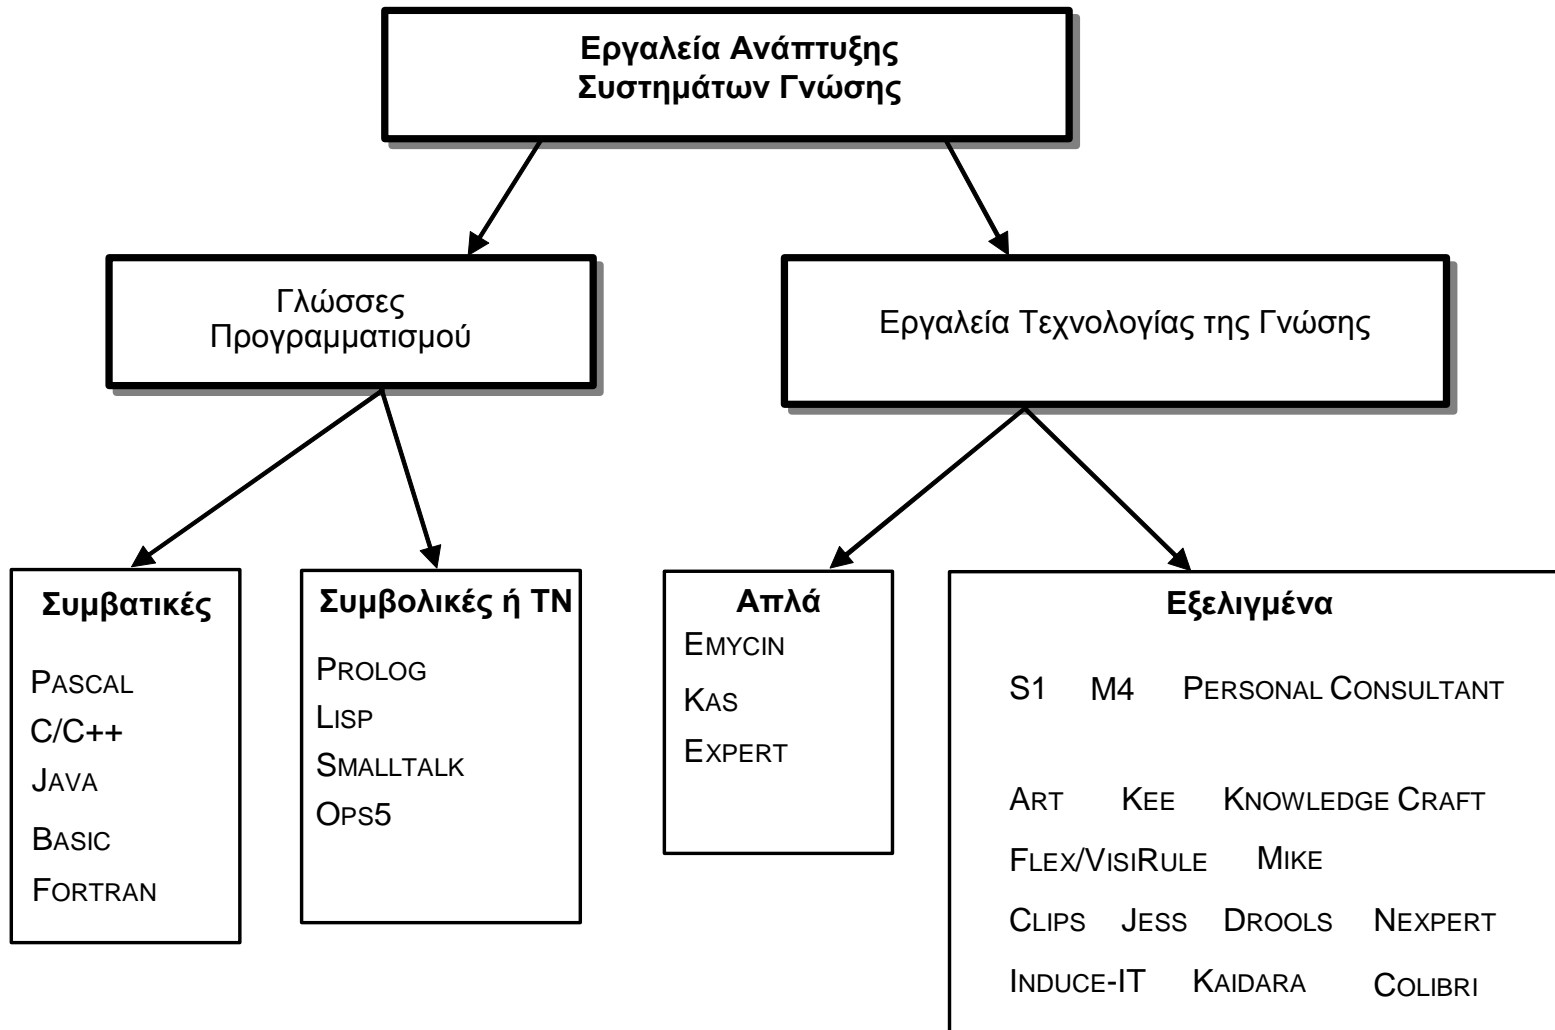 Εργαλεία Ανάπτυξης
Συστημάτων Γνώσης
Γλώσσες
Προγραμματισμού
Εργαλεία Τεχνολογίας της Γνώσης
Συμβατικές
PASCAL
C/C++
JAVA
BASIC
FORTRAN
Συμβολικές ή ΤΝ
PROLOG
LISP
SMALLTALK
OPS5
Απλά
EMYCIN
KAS
EXPERT
Εξελιγμένα
S1 M4 PERSONAL CONSULTANT
ART KEE KNOWLEDGE CRAFT
FLEX/VISIRULE MIKE
CLIPS JESS DROOLS NEXPERT
INDUCE-IT KAIDARA COLIBRI